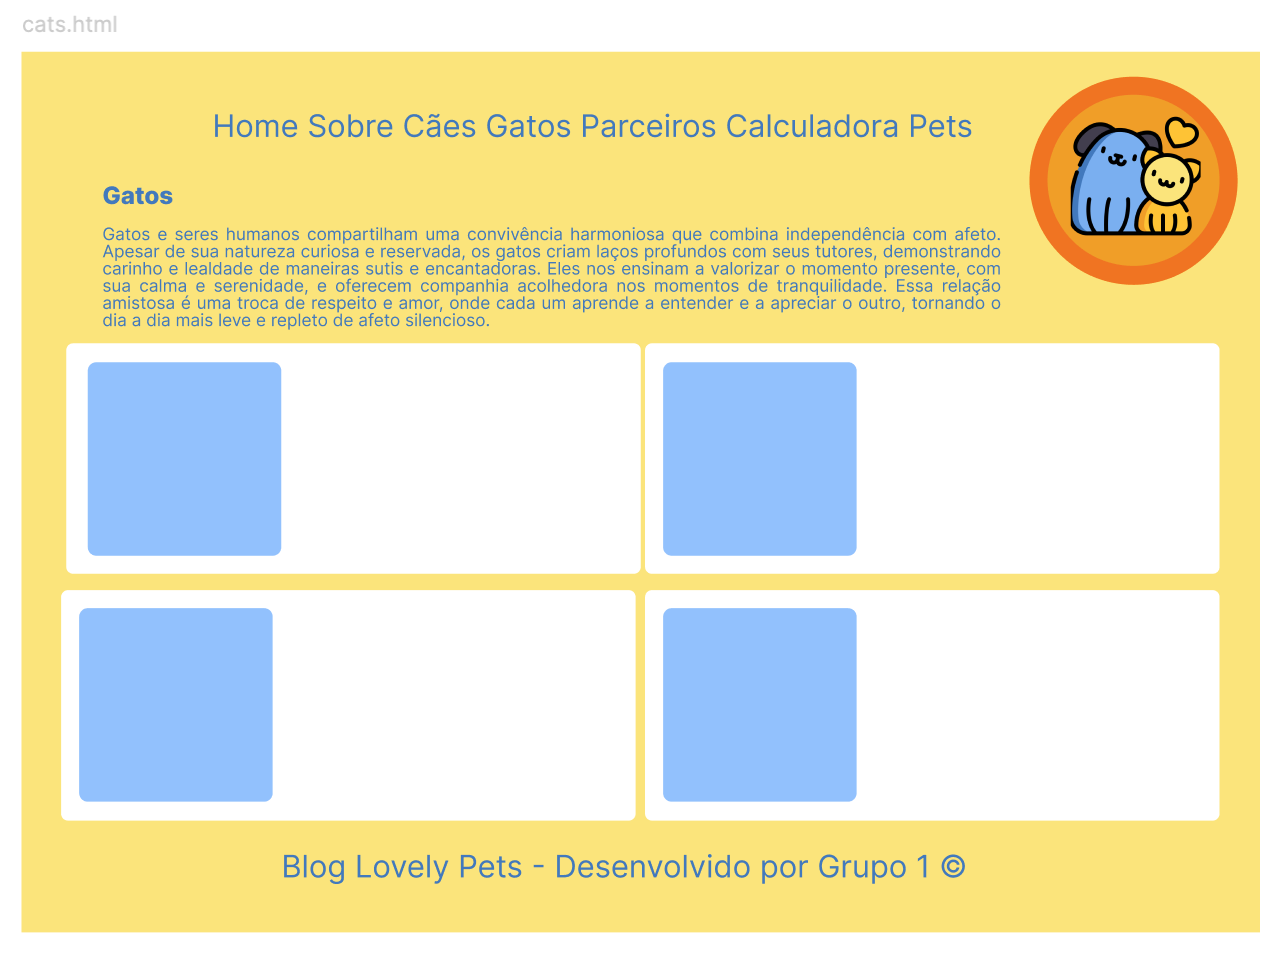 cats.html
Home Sobre Cães Gatos Parceiros Calculadora Pets
Gatos
Gatos e seres humanos compartilham uma convivência harmoniosa que combina independência com afeto.
Apesar de sua natureza curiosa e reservada, os gatos criam laços profundos com seus tutores, demonstrando
carinho e lealdade de maneiras sutis e encantadoras. Eles nos ensinam a valorizar o momento presente, com
sua calma e serenidade, e oferecem companhia acolhedora nos momentos de tranquilidade. Essa relação
amistosa é uma troca de respeito e amor, onde cada um aprende a entender e a apreciar o outro, tornando o
dia a dia mais leve e repleto de afeto silencioso.
Blog Lovely Pets - Desenvolvido por Grupo 1 ©